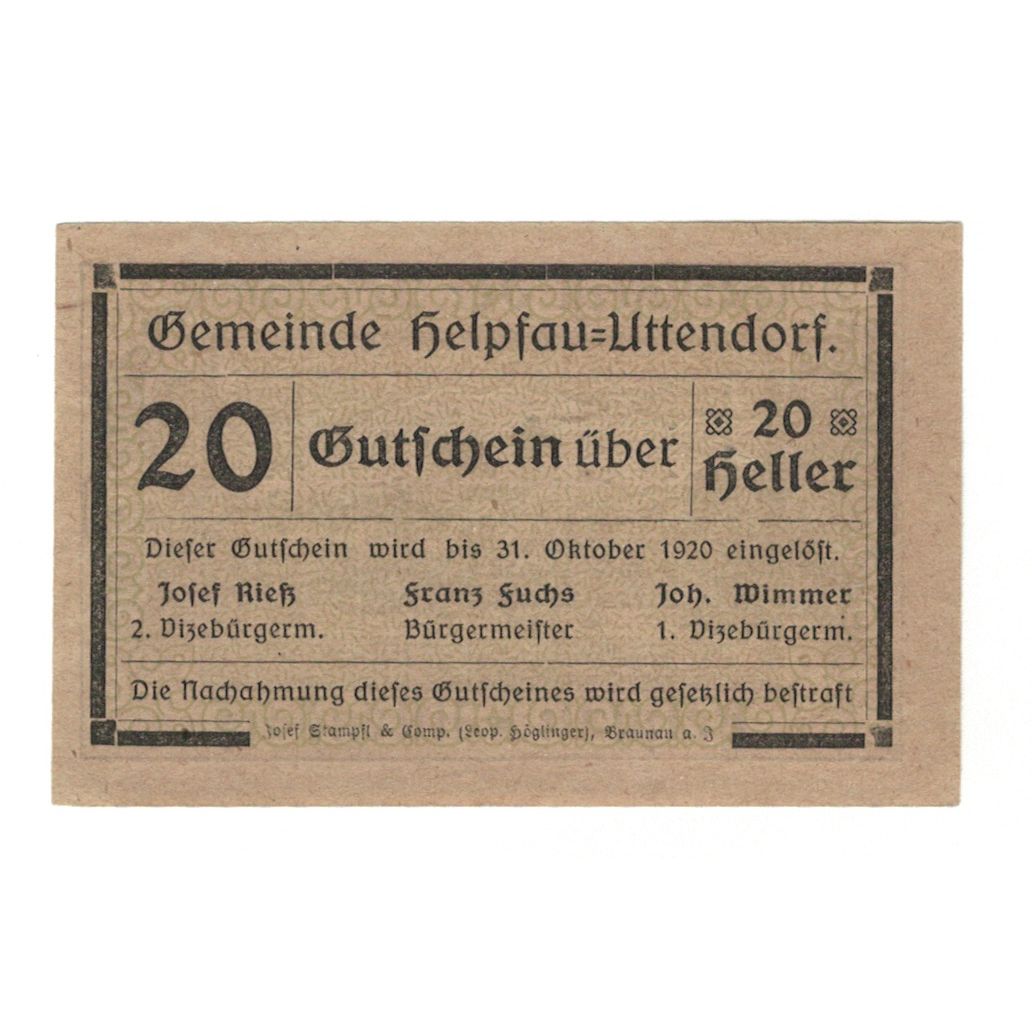 Gemeinde Helpfau=Uttendorf.
20
Gutschein über
20
Heller
Dieser Gutschein wird bis 31. Oktober 1920 eingelöst.
Josef Rieß Franz Fuchs Joh. Wimmer
2. Vizebürgerm. Bürgermeister 1. Vizebürgerm.
Die Nachahmung dieses Gutscheines wird gesetzlich bestraft
Josef Stampfl & Comp. (Leop. Höglinger), Braunau a. J